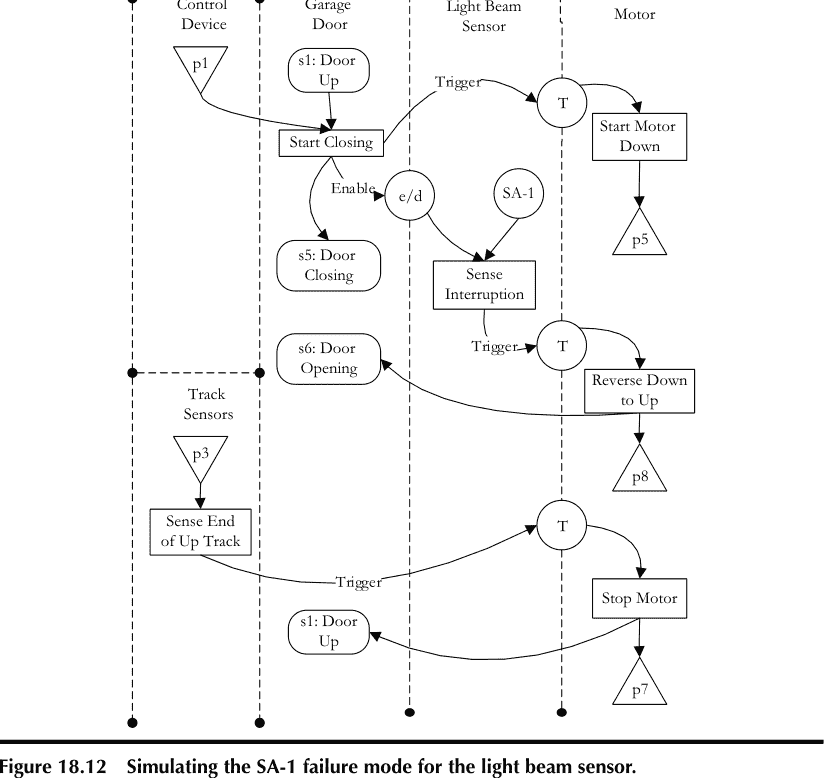 Control
Device
Garage
Door
Light Beam
Sensor
Motor
p1
s1: Door
Up
Trigger
T
Start Closing
Start Motor
Down
Enable
e/d
SA-1
p5
s5: Door
Closing
Sense
Interruption
s6: Door
Opening
Trigger
T
Reverse Down
to Up
Track
Sensors
p3
p8
Sense End
of Up Track
T
Trigger
Stop Motor
s1: Door
Up
p7
Figure 18.12 Simulating the SA-1 failure mode for the light beam sensor.